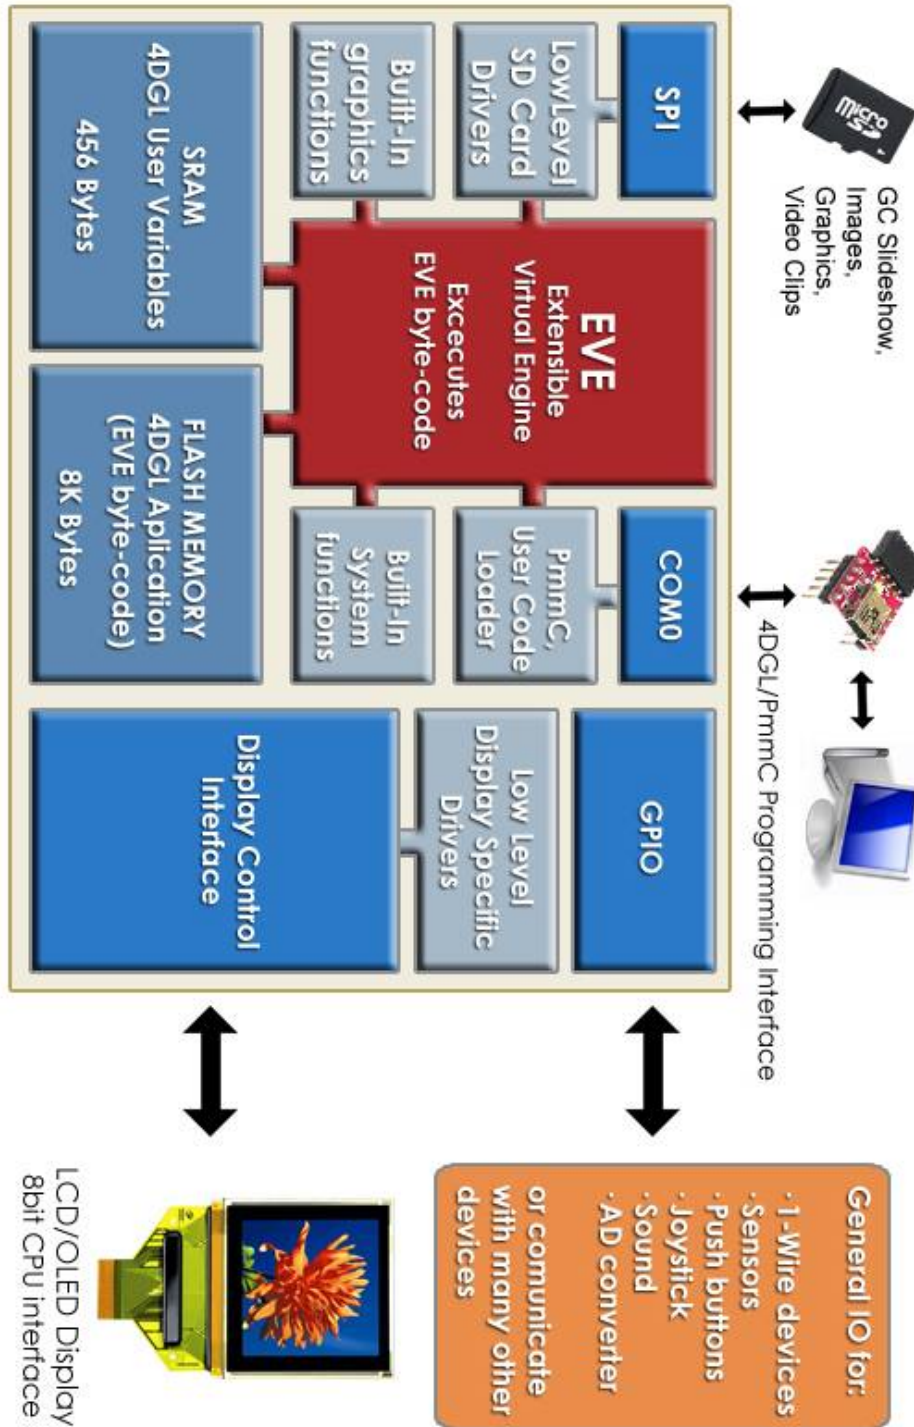 Micro
SD
GC Slideshow,
Images,
Graphics,
Video Clips
4DGL/PmmC Programming Interface
SPI
LowLevel
SD Card
Drivers
Built-In
graphics
functions
EVE
Extensible
Virtual Engine
Excecutes
EVE byte-code
COM0
PmmC,
User Code
Loader
Built-In
System
functions
SRAM
4DGL User Variables
456 Bytes
FLASH MEMORY
4DGL Aplication
(EVE byte-code)
8K Bytes
GPIO
Low Level
Display Specific
Drivers
Display Control
Interface
General IO for:
·1-Wire devices
·Sensors
·Push buttons
·Joystick
·Sound
·AD converter
or comunicate
with many other
devices
LCD/OLED Display
8bit CPU interface